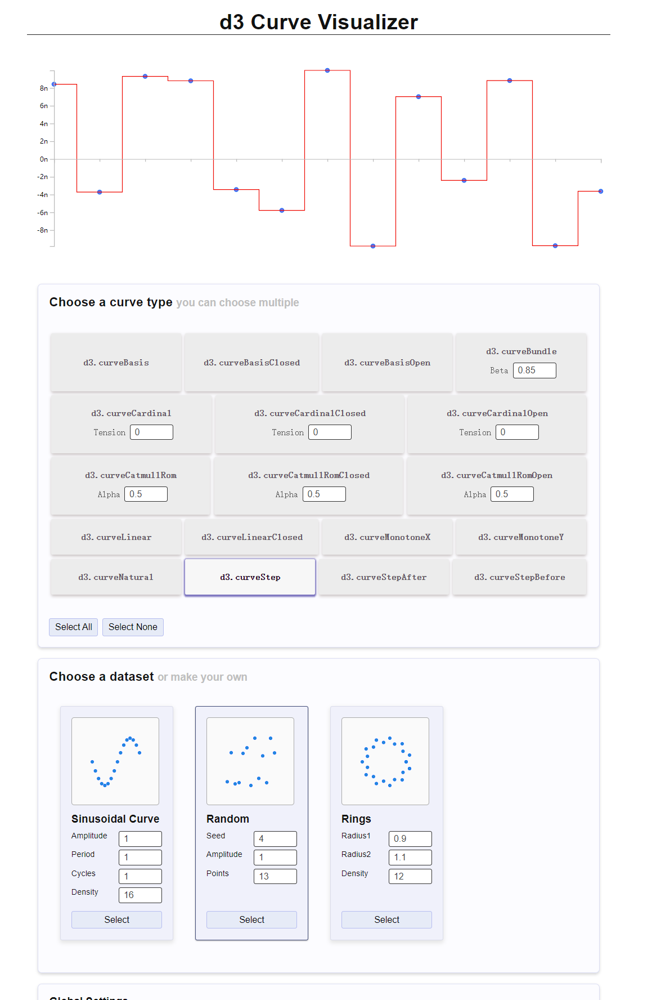 d3 Curve Visualizer
8n
6n
4n
2n
0n
-2n
-4n
-6n
-8n
Choose a curve type you can choose multiple
d3.curveBasis d3.curveBasisClosed d3.curveBasisOpen d3.curveBundle
Beta 0.85
d3.curveCardinal d3.curveCardinalClosed d3.curveCardinalOpen
Tension 0 Tension 0 Tension 0
d3.curveCatmullRom d3.curveCatmullRomClosed d3.curveCatmullRomOpen
Alpha 0.5 Alpha 0.5 Alpha 0.5
d3.curveLinear d3.curveLinearClosed d3.curveMonotoneX d3.curveMonotoneY
d3.curveNatural d3.curveStep d3.curveStepAfter d3.curveStepBefore
Select All Select None
Choose a dataset or make your own
Sinusoidal Curve
Amplitude 1
Period 1
Cycles 1
Density 16
Select
Random
Seed 4
Amplitude 1
Points 13
Select
Rings
Radius1 0.9
Radius2 1.1
Density 12
Select
Global Settings